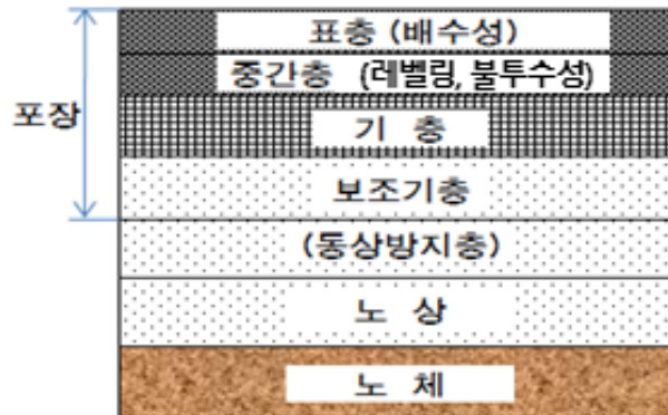 표층 (배수성)
중간층 (레벨링, 불투수성)
포장
기 층
보조기층
(동상방지층)
노 상
노 체